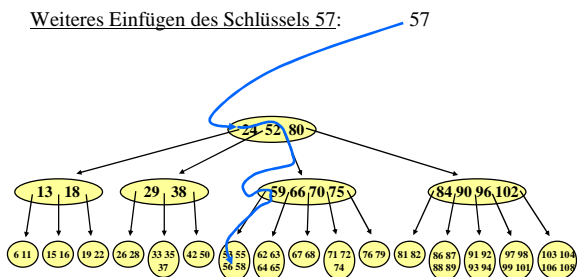 Weiteres Einfügen des Schlüssels 57: 57
24 52 80
13 18 29 38 59 66 70 75 84 90 96 102
6 11 15 16 19 22 26 28 33 35 42 50 53 55 62 63 67 68 71 72 76 79 81 82 86 87 91 92 97 98 103 104
37 56 58 64 65 74 88 89 93 94 99 101 106 109